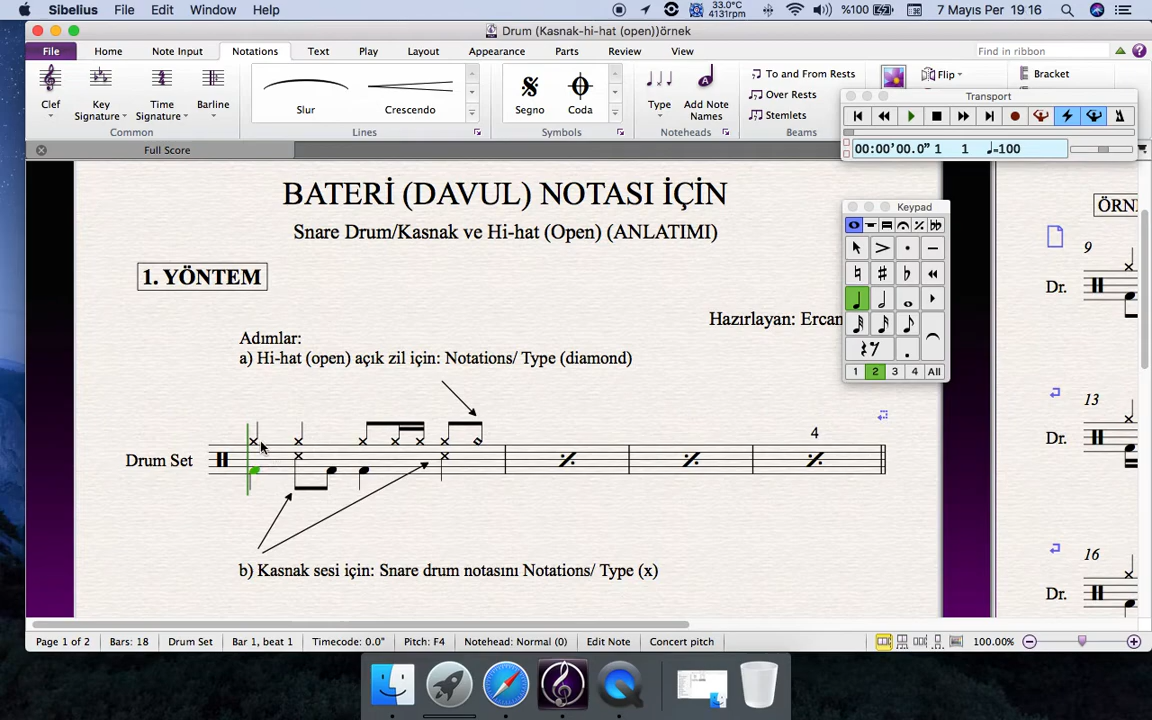 Sibelius File Edit Window Help 33.0°C 4131rpm %100 7 Mayıs Per 19 16
Drum (Kasnak-hi-hat (open))örnek
File Home Note Input Notations Text Play Layout Appearance Parts Review View Find in ribbon
Clef Key Signature Time Signature Barline
Common
Slur Crescendo
Lines
Segno Coda
Symbols
Type Add Note Names
Noteheads
To and From Rests
Over Rests
Stemlets
Beams
Flip Bracket
Transport
00:00'00.0" 1 1 =100
Full Score
Keypad
1 2 3 4 All
BATERİ (DAVUL) NOTASI İÇİN
Snare Drum/Kasnak ve Hi-hat (Open) (ANLATIMI)
1. YÖNTEM
Hazırlayan: Ercan
Adımlar:
a) Hi-hat (open) açık zil için: Notations/ Type (diamond)
4
Drum Set
b) Kasnak sesi için: Snare drum notasını Notations/ Type (x)
ÖRN
9
Dr.
13
Dr.
16
Dr.
Page 1 of 2 Bars: 18 Drum Set Bar 1, beat 1 Timecode: 0.0" Pitch: F4 Notehead: Normal (0) Edit Note Concert pitch 100.00%